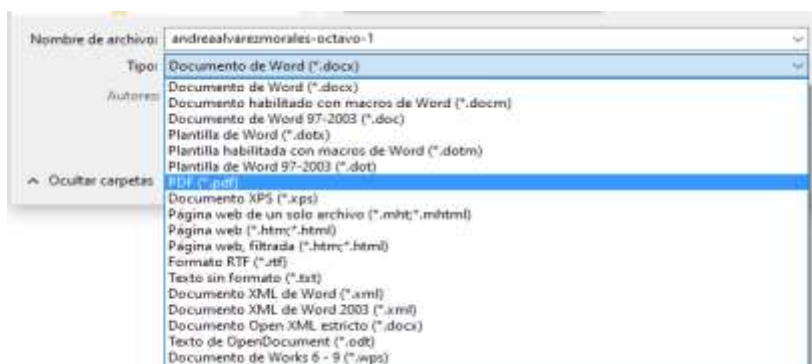 Nombre de archivo: andreaalvarezmorales-octavo-1
Tipo: Documento de Word (*.docx)
Autores:
Documento de Word (*.docx)
Documento habilitado con macros de Word (*.docm)
Documento de Word 97-2003 (*.doc)
Plantilla de Word (*.dotx)
Plantilla habilitada con macros de Word (*.dotm)
Plantilla de Word 97-2003 (*.dot)
Ocultar carpetas
PDF (*.pdf)
Documento XPS (*.xps)
Página web de un solo archivo (*.mht;*.mhtml)
Página web (*.htm;*.html)
Página web, filtrada (*.htm;*.html)
Formato RTF (*.rtf)
Texto sin formato (*.txt)
Documento XML de Word (*.xml)
Documento XML de Word 2003 (*.xml)
Documento Open XML estricto (*.docx)
Texto de OpenDocument (*.odt)
Documento de Works 6 - 9 (*.wps)